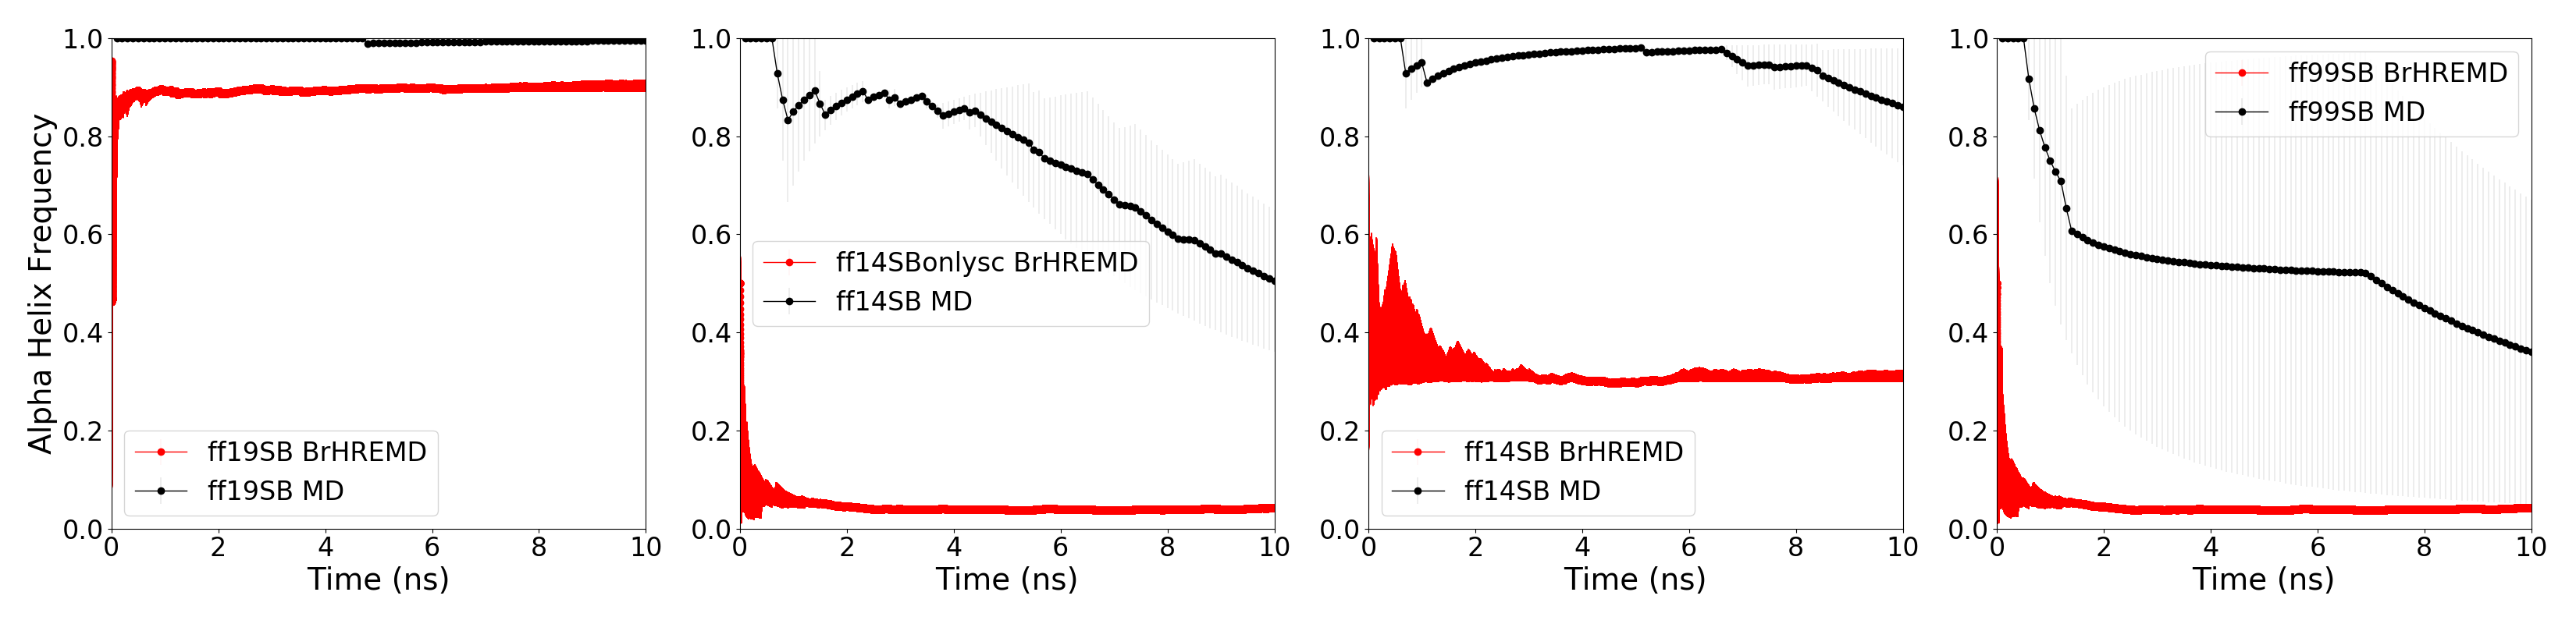 Alpha Helix Frequency
1.0
0.8
0.6
0.4
0.2
0.0
ff19SB BrHREMD
ff19SB MD
0 2 4 6 8 10
Time (ns)
1.0
0.8
0.6
0.4
0.2
0.0
ff14SBonlysc BrHREMD
ff14SB MD
0 2 4 6 8 10
Time (ns)
1.0
0.8
0.6
0.4
0.2
0.0
ff14SB BrHREMD
ff14SB MD
0 2 4 6 8 10
Time (ns)
1.0
0.8
0.6
0.4
0.2
0.0
ff99SB BrHREMD
ff99SB MD
0 2 4 6 8 10
Time (ns)